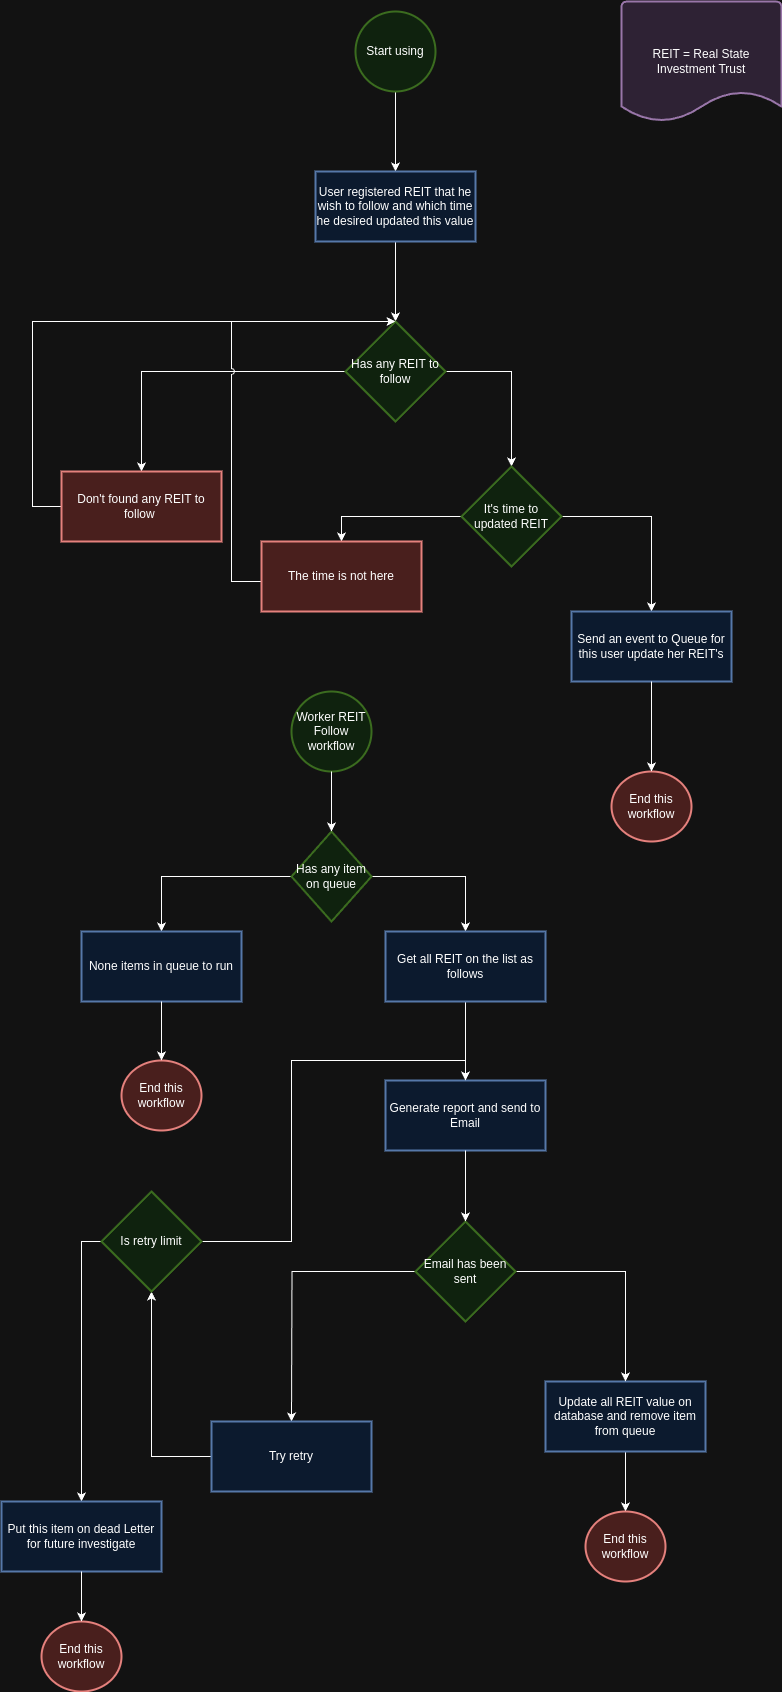 Start using
REIT = Real State
Investment Trust
User registered REIT that he
wish to follow and which time
he desired updated this value
Has any REIT to
follow
Don't found any REIT to
follow
It's time to
updated REIT
The time is not here
Send an event to Queue for
this user update her REIT's
Worker REIT
Follow
workflow
End this
workflow
Has any item
on queue
None items in queue to run
Get all REIT on the list as
follows
End this
workflow
Generate report and send to
Email
Is retry limit
Email has been
sent
Update all REIT value on
database and remove item
from queue
Try retry
Put this item on dead Letter
for future investigate
End this
workflow
End this
workflow